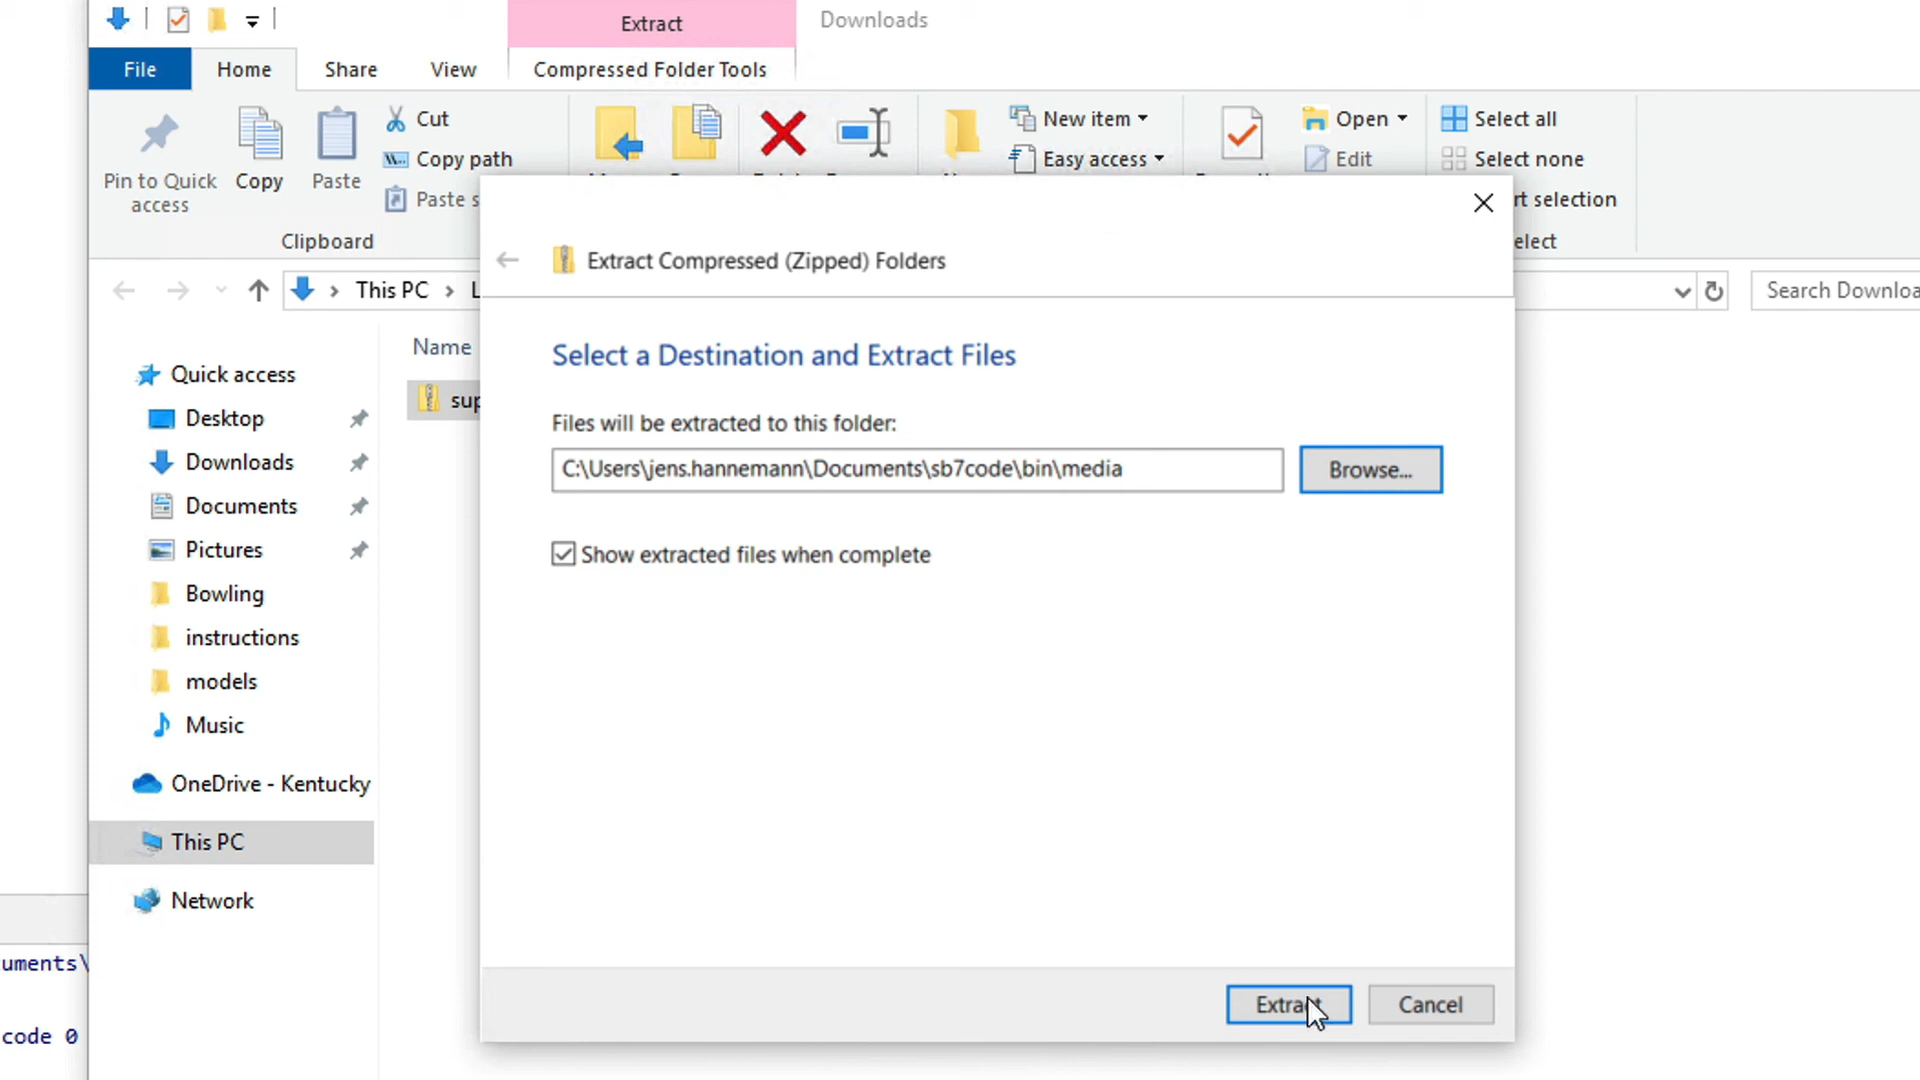 Extract
Downloads
File
Home
Share
View
Compressed Folder Tools
Pin to Quick
access
Copy
Paste
Cut
Copy path
Paste s
Clipboard
New item
Easy access
Open
Edit
Select all
Select none
rt selection
elect
This PC
Search Downloa
Name
sup
Quick access
Desktop
Downloads
Documents
Pictures
Bowling
instructions
models
Music
OneDrive - Kentucky
This PC
Network
uments\
code 0
Extract Compressed (Zipped) Folders
Select a Destination and Extract Files
Files will be extracted to this folder:
C:\Users\jens.hannemann\Documents\sb7code\bin\media
Browse...
Show extracted files when complete
Extract
Cancel